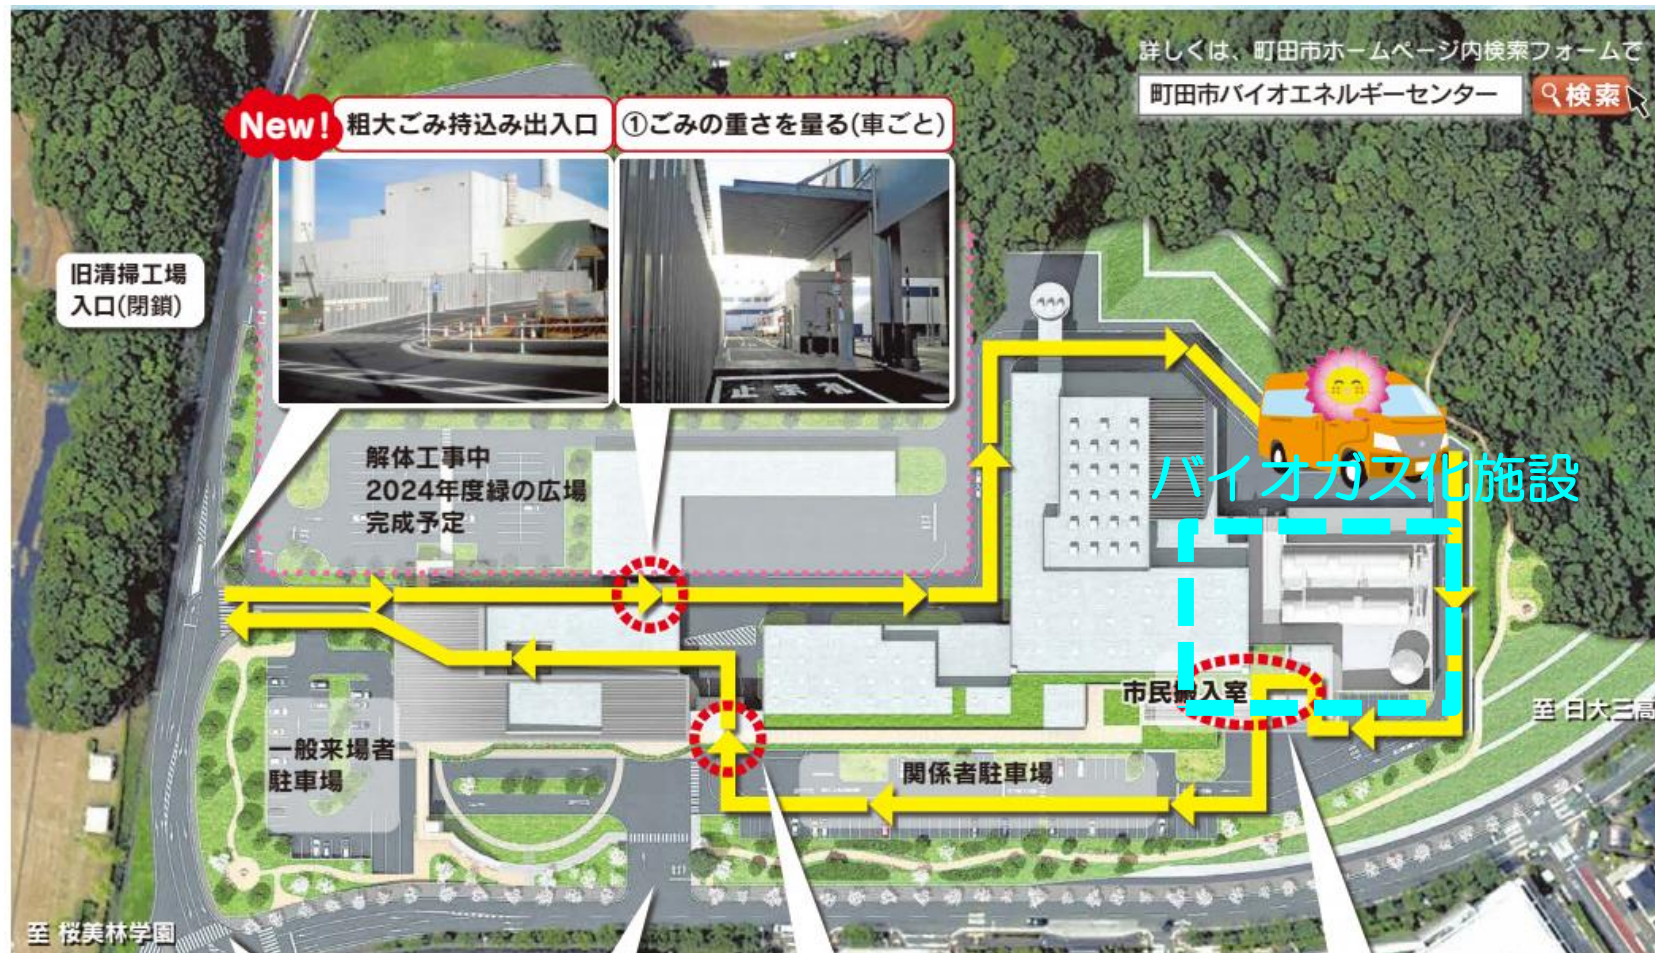 詳しくは、町田市ホームページ内検索フォームで
町田市バイオエネルギーセンター
検索
New!
粗大ごみ持込み出入口
①ごみの重さを量る(車ごと)
旧清掃工場
入口(閉鎖)
解体工事中
2024年度緑の広場
完成予定
バイオガス化施設
市民搬入室
至 日大三高
一般来場者
駐車場
関係者駐車場
至 桜美林学園